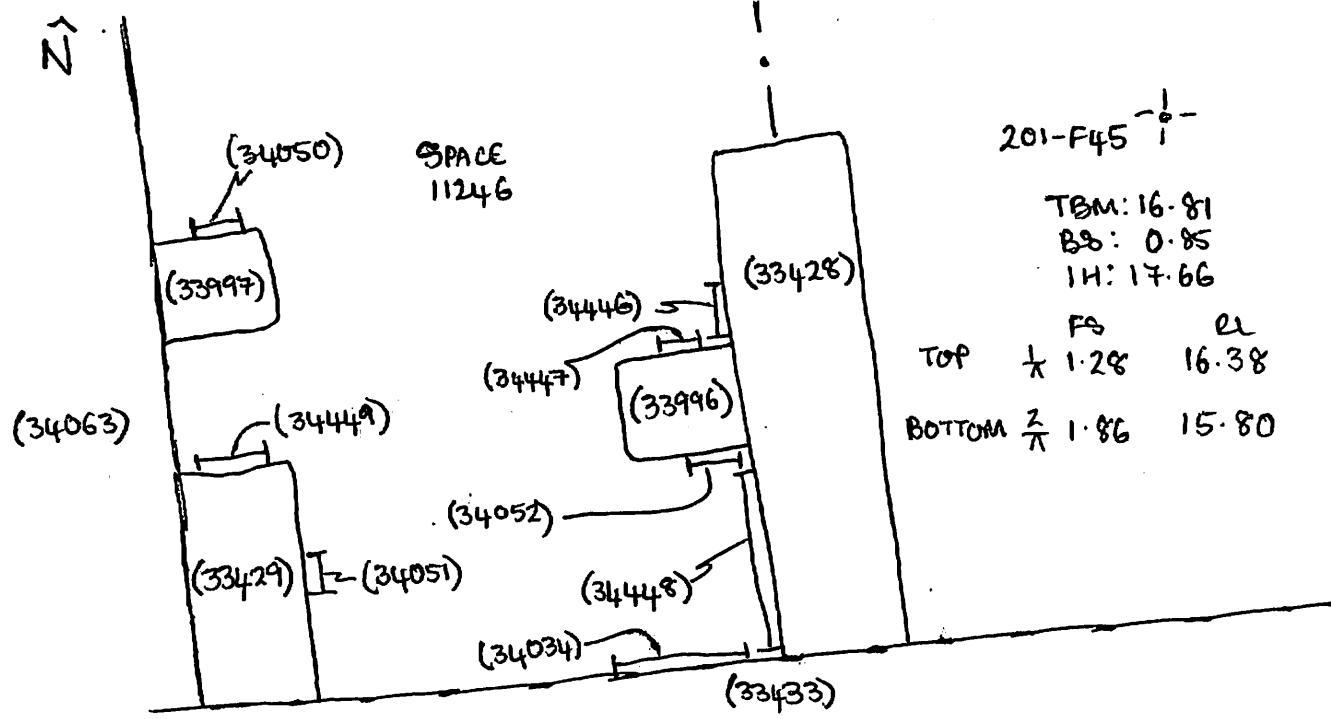 N
(34050)
SPACE
11246
201-F45
TBM: 16.81
BS: 0.85
IH: 17.66
(33997)
(33428)
(34446)
FS RL
TOP 1 1.28 16.38
(34447)
(33996)
(34063)
(34449)
BOTTOM 2 1.86 15.80
(34052)
(33429)
(34051)
(34448)
(34034)
(33433)